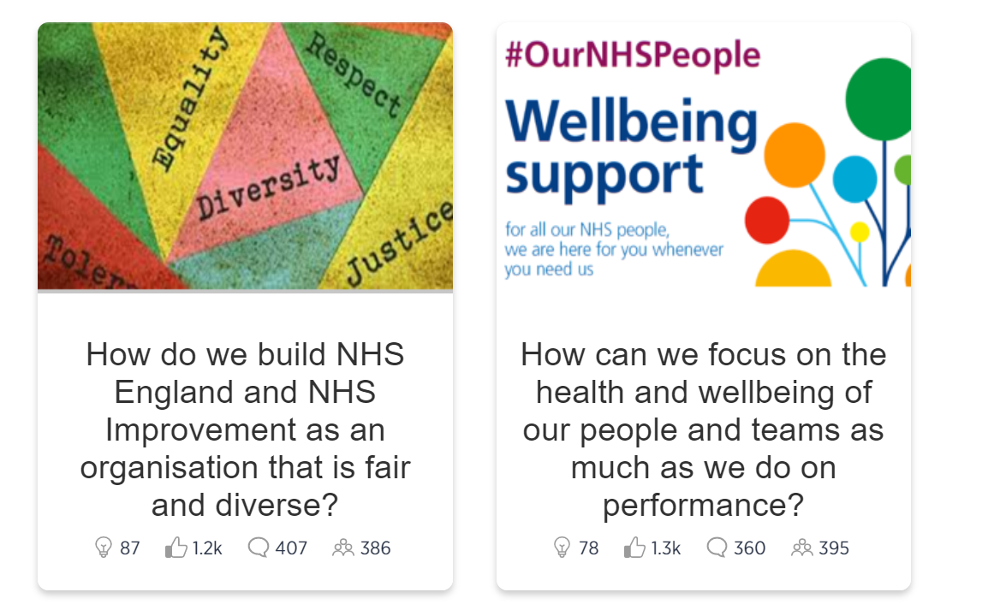 Equality
Respect
Diversity
Justice
How do we build NHS
England and NHS
Improvement as an
organisation that is fair
and diverse?
87 1.2k 407 386
#OurNHSPeople
Wellbeing
support
for all our NHS people,
we are here for you whenever
you need us
How can we focus on the
health and wellbeing of
our people and teams as
much as we do on
performance?
78 1.3k 360 395